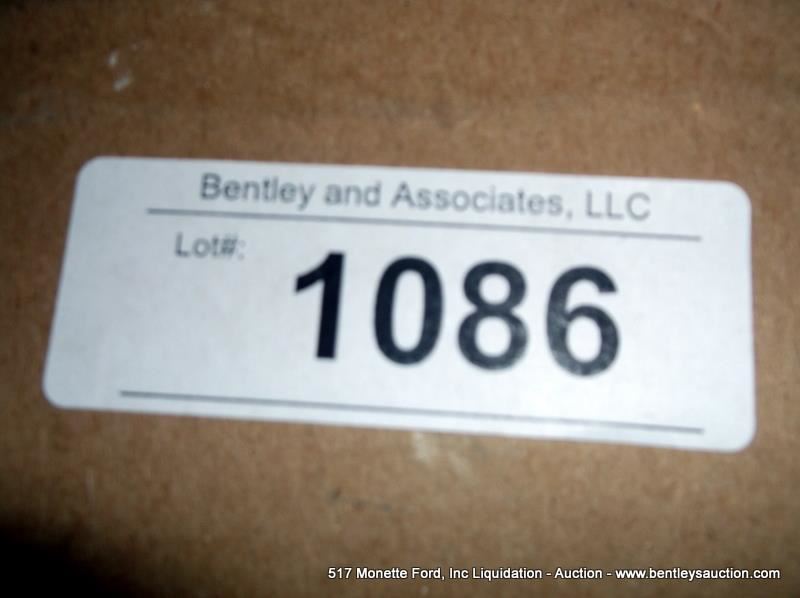 Bentley and Associates, LLC
Lot#:
1086
517 Monette Ford, Inc Liquidation - Auction - www.bentleysauction.com